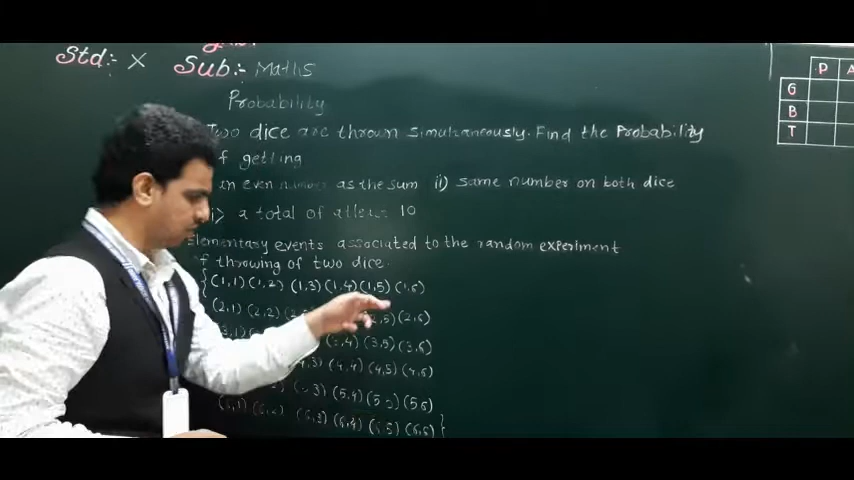 Std:- X Sub:- Maths
Probability
Two dice are thrown simultaneously. Find the Probability
of getting
an even number as the sum ii) same number on both dice
a total of atleast 10
elementary events associated to the random experiment
of throwing of two dice.
{(1,1) (1,2) (1,3) (1,4) (1,5) (1,6)
(2,1) (2,2) (2,6)
(3,1) (3,5) (3,6)
(4,4) (4,5) (4,6)
(5,4) (5,5) (5,6)
(6,1) (6,2) (6,3) (6,4) (6,5) (6,6)}
P A
G
B
T